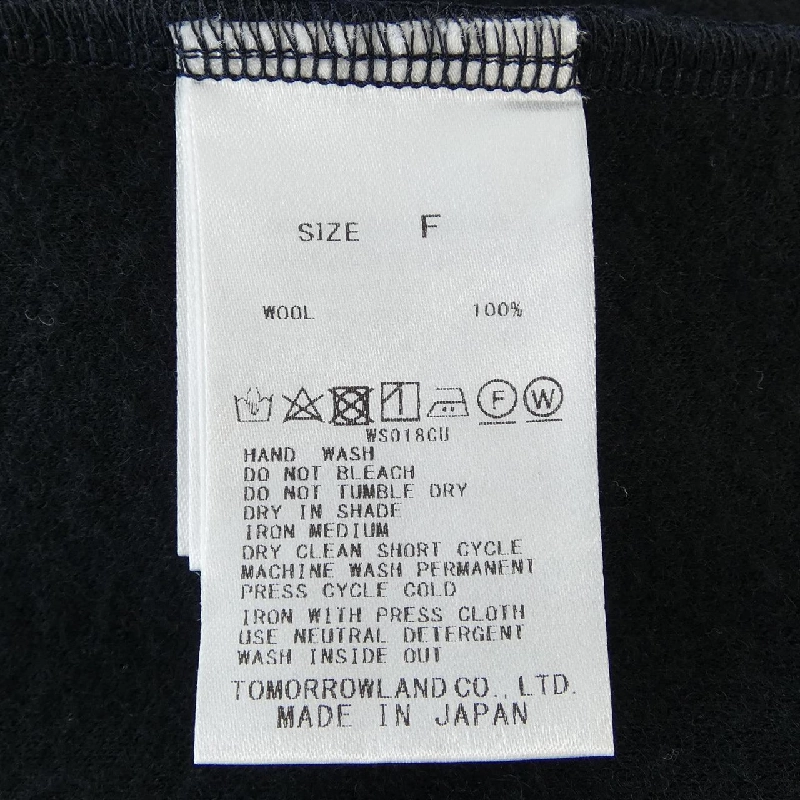 SIZE F
WOOL 100%
F W
WS018CU
HAND WASH
DO NOT BLEACH
DO NOT TUMBLE DRY
DRY IN SHADE
IRON MEDIUM
DRY CLEAN SHORT CYCLE
MACHINE WASH PERMANENT
PRESS CYCLE COLD
IRON WITH PRESS CLOTH
USE NEUTRAL DETERGENT
WASH INSIDE OUT
TOMORROWLAND CO., LTD.
MADE IN JAPAN